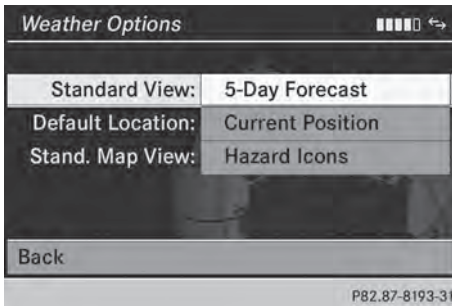 Weather Options
Standard View: 5-Day Forecast
Default Location: Current Position
Stand. Map View: Hazard Icons
Back
P82.87-8193-31